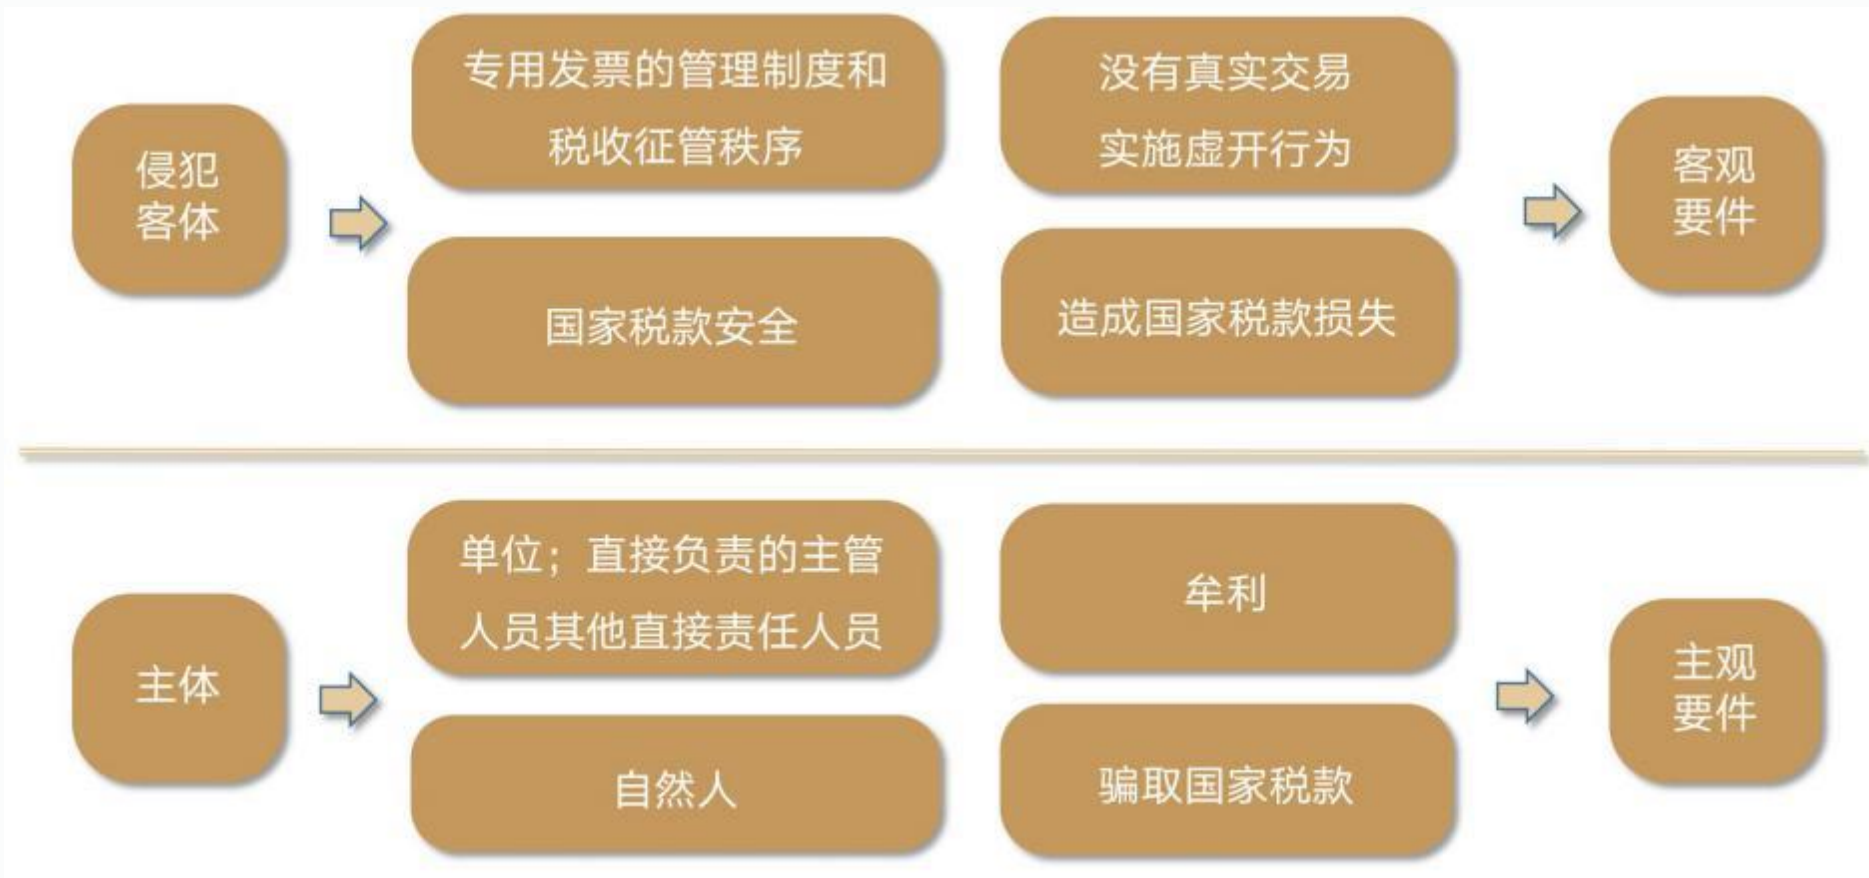 侵犯
客体
专用发票的管理制度和
税收征管秩序
国家税款安全
没有真实交易
实施虚开行为
造成国家税款损失
客观
要件
主体
单位；直接负责的主管
人员其他直接责任人员
自然人
牟利
骗取国家税款
主观
要件